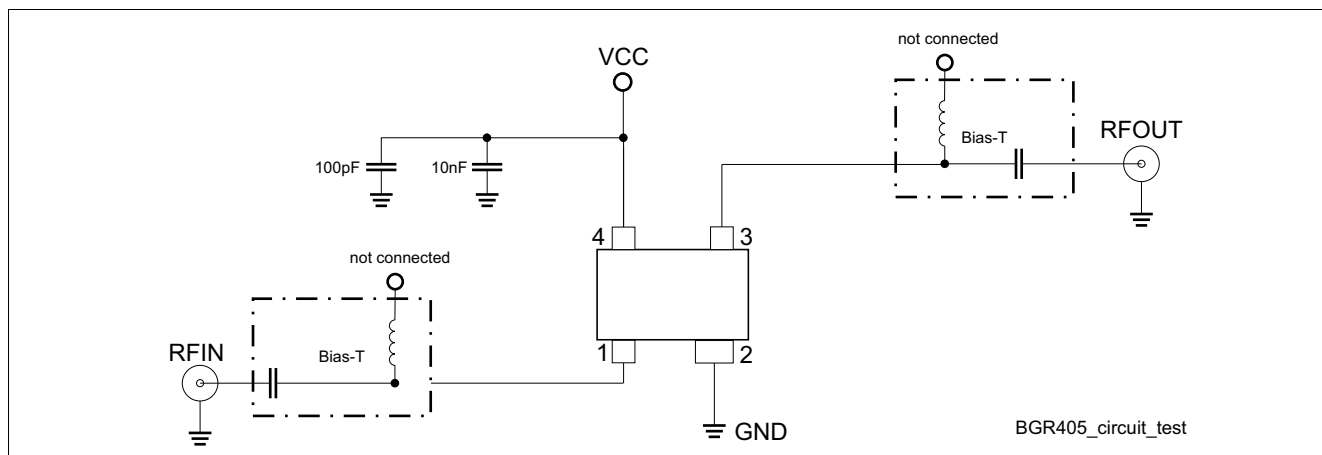 not connected
VCC
Bias-T
RFOUT
100pF
10nF
4
3
not connected
RFIN
Bias-T
1
2
GND
BGR405_circuit_test